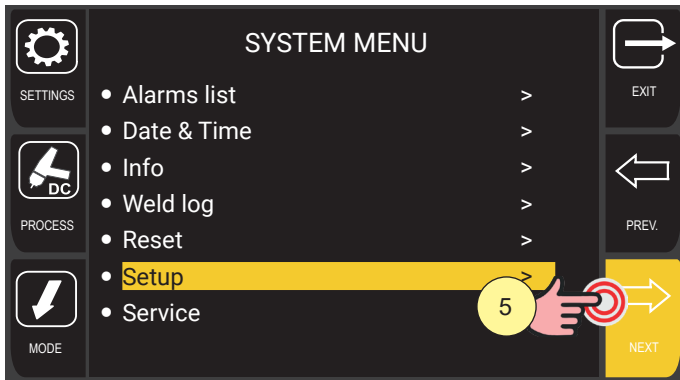 SYSTEM MENU
SETTINGS
EXIT
• Alarms list >
• Date & Time >
• Info >
• Weld log >
• Reset >
• Setup >
• Service
DC
PROCESS
PREV.
5
MODE
NEXT